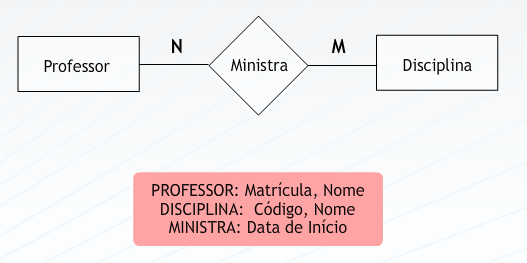 N
M
Professor
Ministra
Disciplina
PROFESSOR: Matrícula, Nome
DISCIPLINA: Código, Nome
MINISTRA: Data de Início